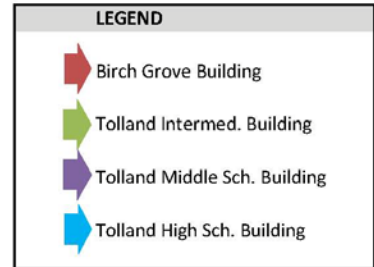 LEGEND
Birch Grove Building
Tolland Intermed. Building
Tolland Middle Sch. Building
Tolland High Sch. Building